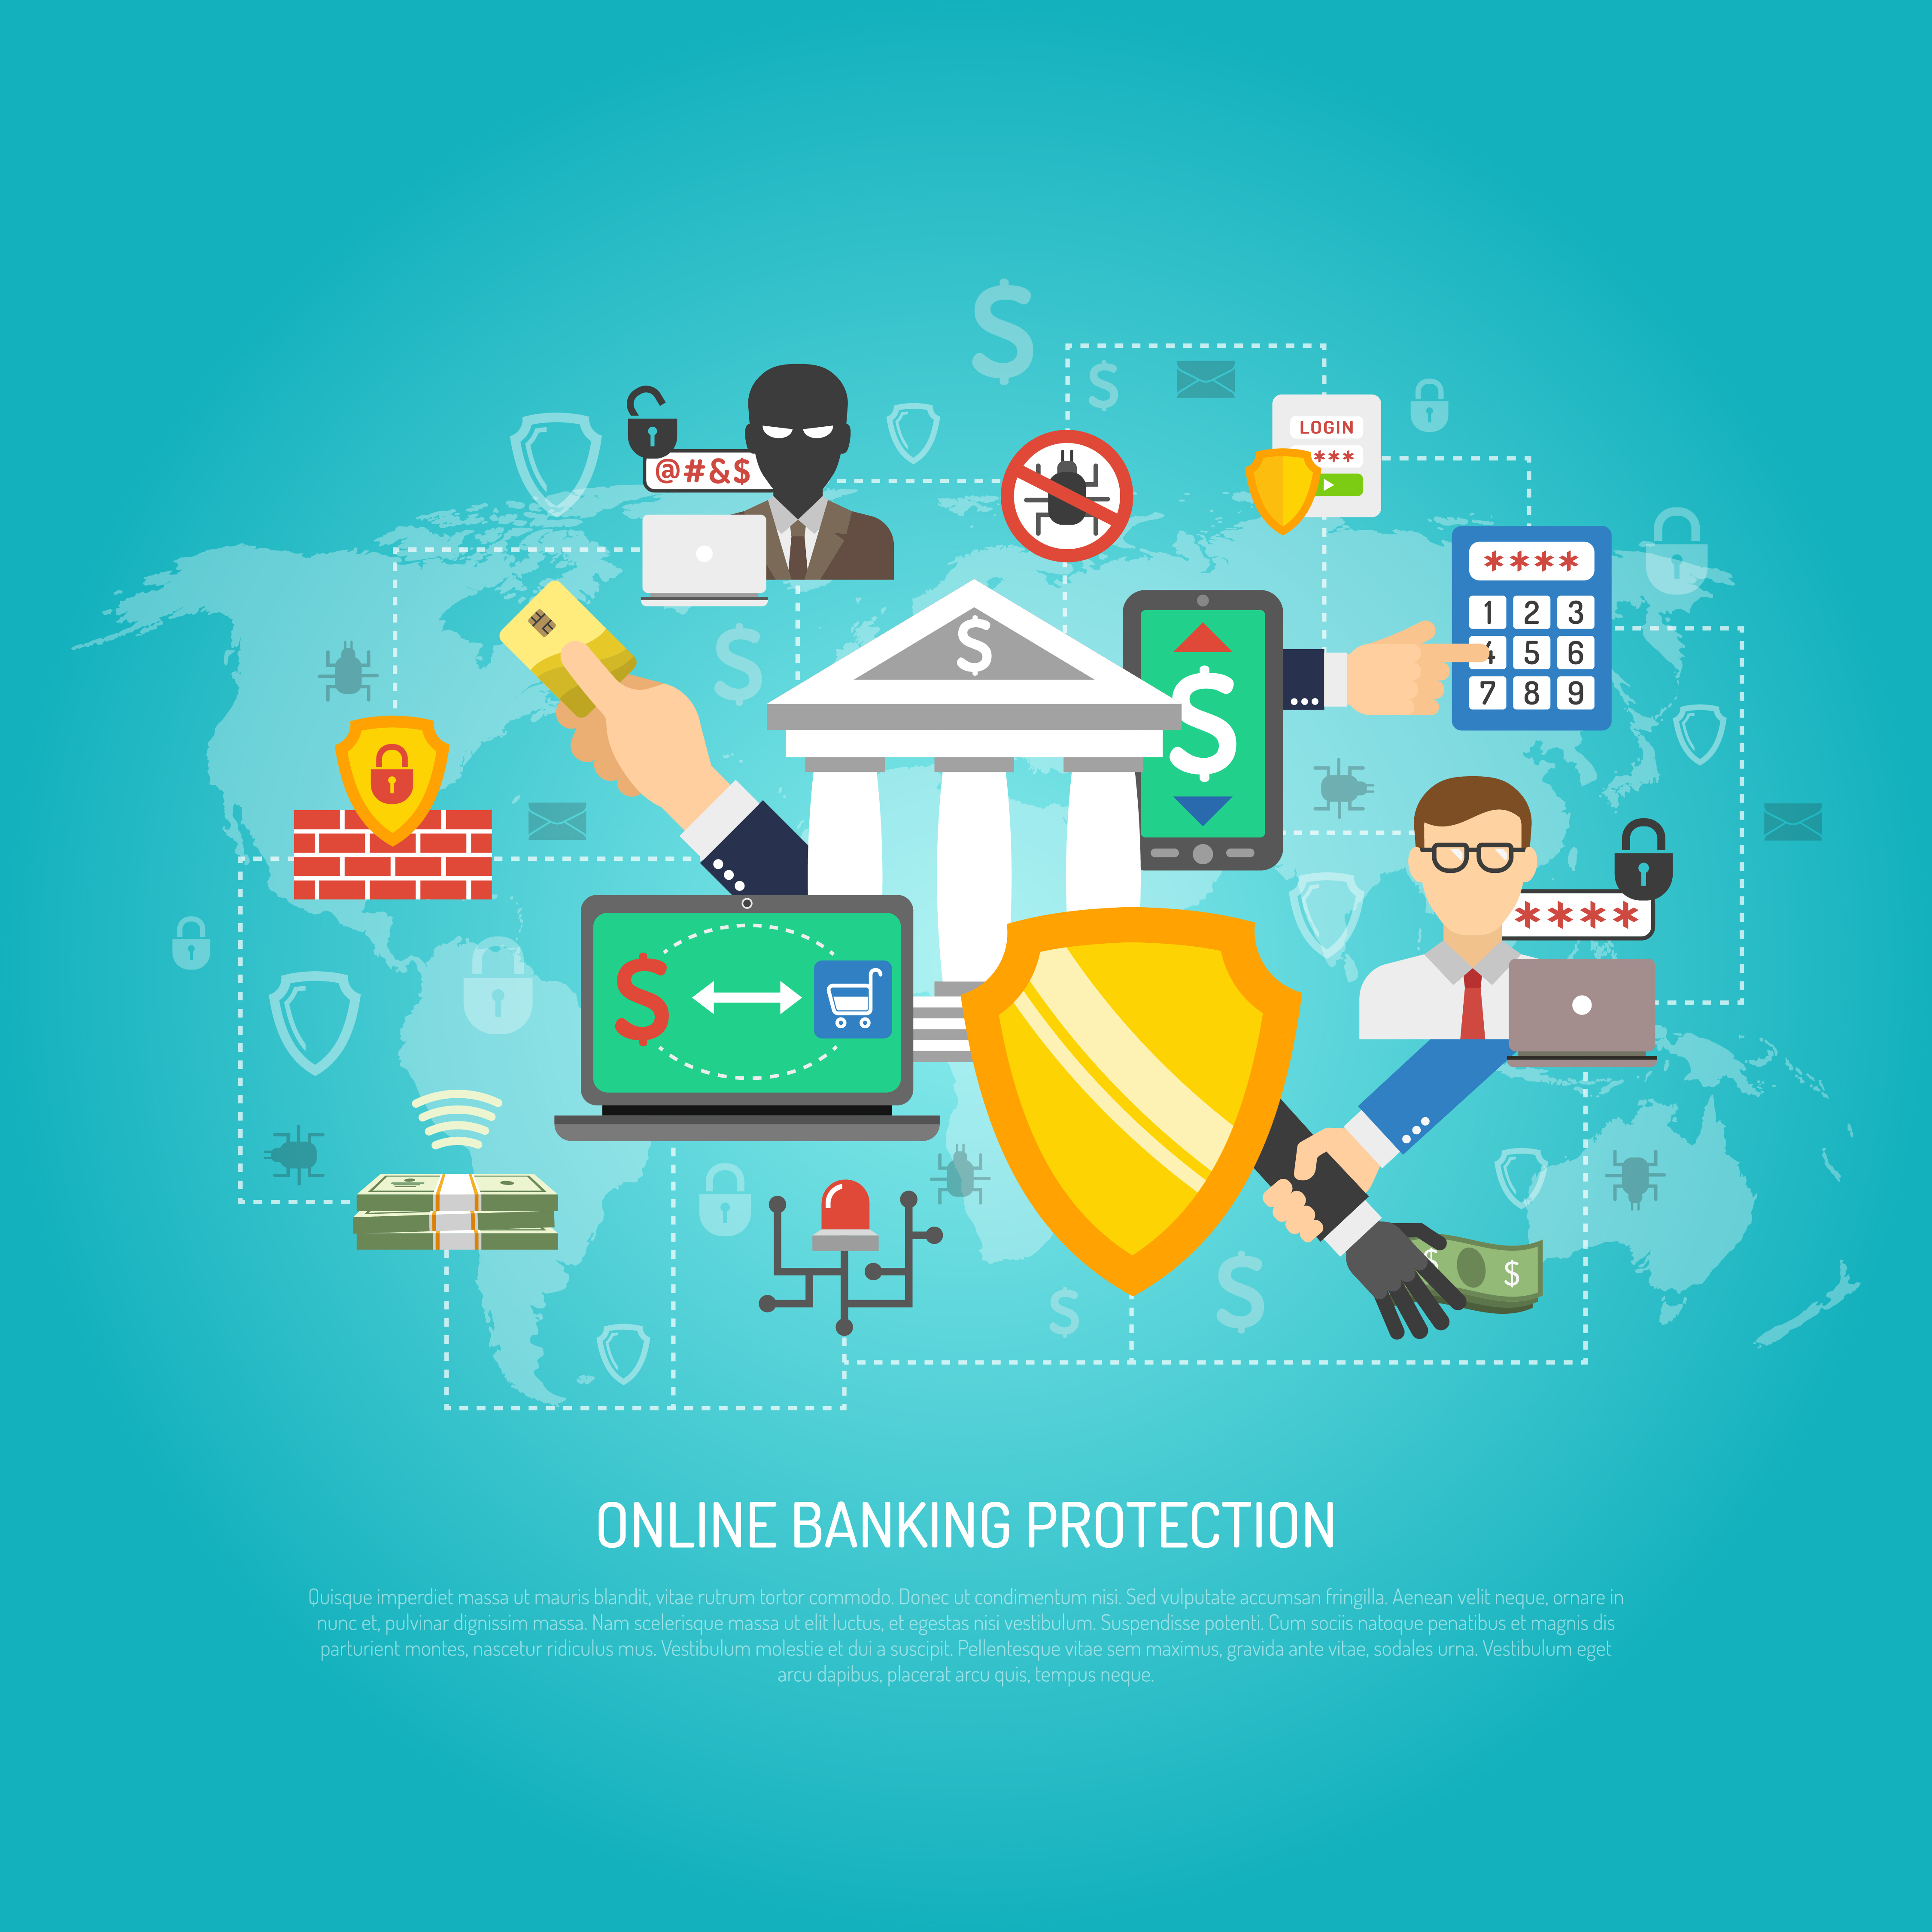 $
$
LOGIN
***
@#&$
****
$
1 2 3
4 5 6
7 8 9
$
$
****
$
$
$
$
$
ONLINE BANKING PROTECTION
Quisque imperdiet massa ut mauris blandit, vitae rutrum tortor commodo. Donec ut condimentum nisi. Sed vulputate accumsan fringilla. Aenean velit neque, ornare in
nunc et, pulvinar dignissim massa. Nam scelerisque massa ut elit luctus, et egestas nisi vestibulum. Suspendisse potenti. Cum sociis natoque penatibus et magnis dis
parturient montes, nascetur ridiculus mus. Vestibulum molestie et dui a suscipit. Pellentesque vitae sem maximus, gravida ante vitae, sodales urna. Vestibulum eget
arcu dapibus, placerat arcu quis, tempus neque.